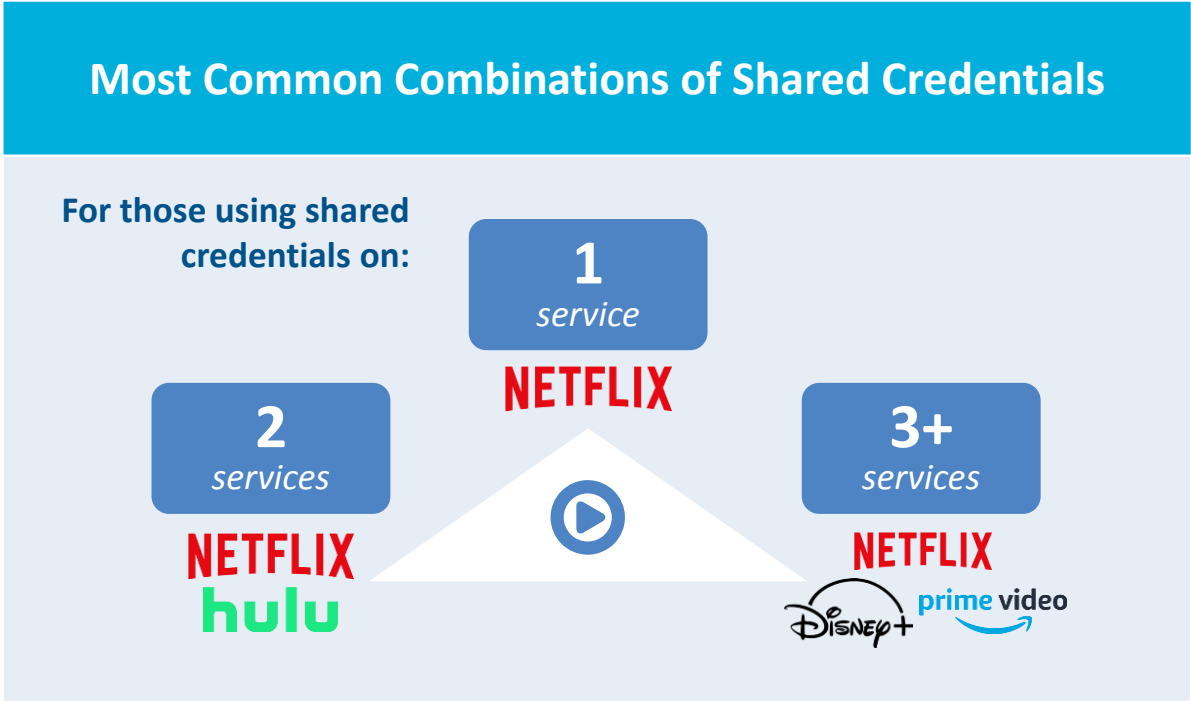 Most Common Combinations of Shared Credentials
For those using shared
credentials on:
1
service
NETFLIX
2
services
NETFLIX
hulu
3+
services
NETFLIX
Disney+
prime video